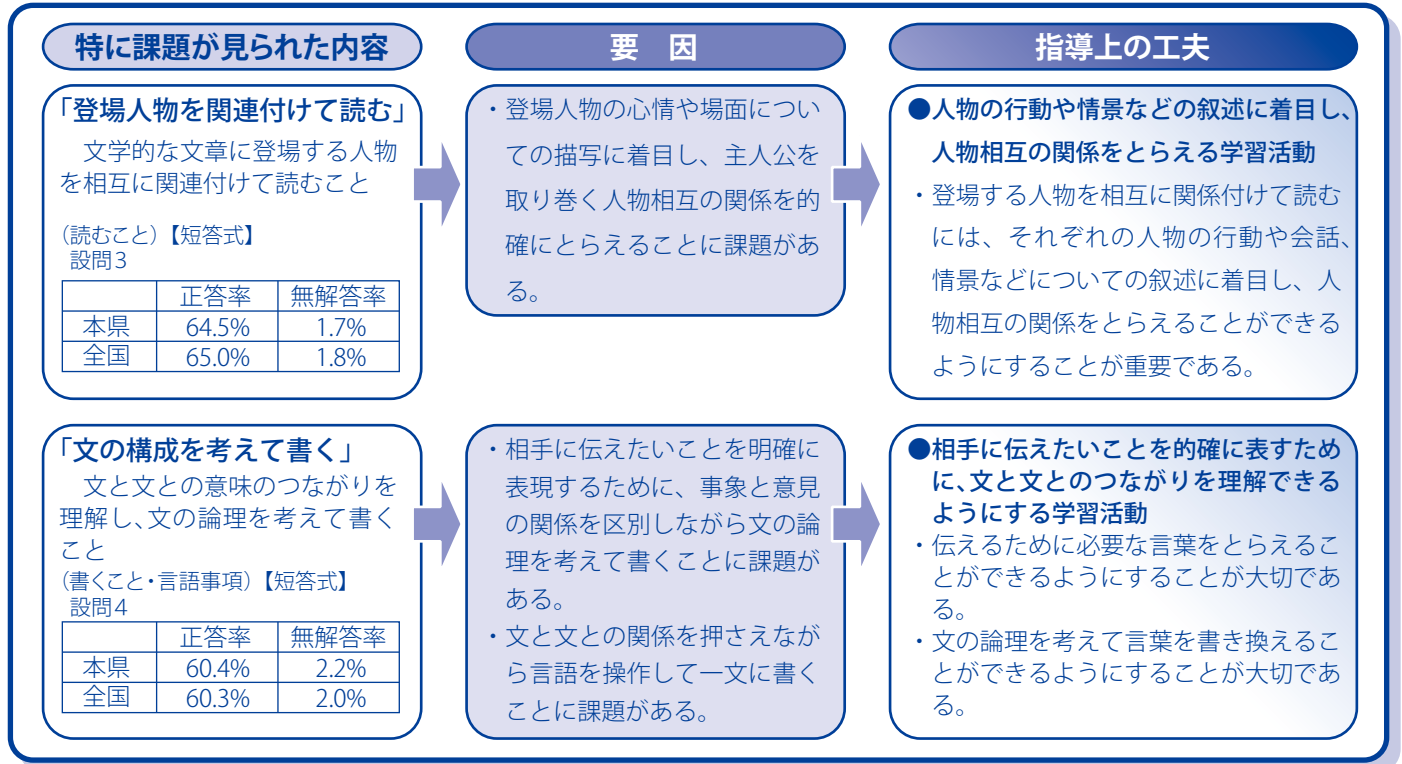 特に課題が見られた内容
要 因
指導上の工夫
「登場人物を関連付けて読む」
文学的な文章に登場する人物
を相互に関連付けて読むこと
（読むこと）【短答式】
設問3
正答率 無解答率
本県 64.5% 1.7%
全国 65.0% 1.8%
・登場人物の心情や場面につい
ての描写に着目し、主人公を
取り巻く人物相互の関係を的
確にとらえることに課題があ
る。
●人物の行動や情景などの叙述に着目し、
人物相互の関係をとらえる学習活動
・登場する人物を相互に関係付けて読む
には、それぞれの人物の行動や会話、
情景などについての叙述に着目し、人
物相互の関係をとらえることができる
ようにすることが重要である。
「文の構成を考えて書く」
文と文との意味のつながりを
理解し、文の論理を考えて書く
こと
（書くこと・言語事項）【短答式】
設問4
正答率 無解答率
本県 60.4% 2.2%
全国 60.3% 2.0%
・相手に伝えたいことを明確に
表現するために、事象と意見
の関係を区別しながら文の論
理を考えて書くことに課題が
ある。
・文と文との関係を押さえなが
ら言語を操作して一文に書く
ことに課題がある。
●相手に伝えたいことを的確に表すため
に、文と文とのつながりを理解できる
ようにする学習活動
・伝えるために必要な言葉をとらえるこ
とができるようにすることが大切であ
る。
・文の論理を考えて言葉を書き換えるこ
とができるようにすることが大切であ
る。